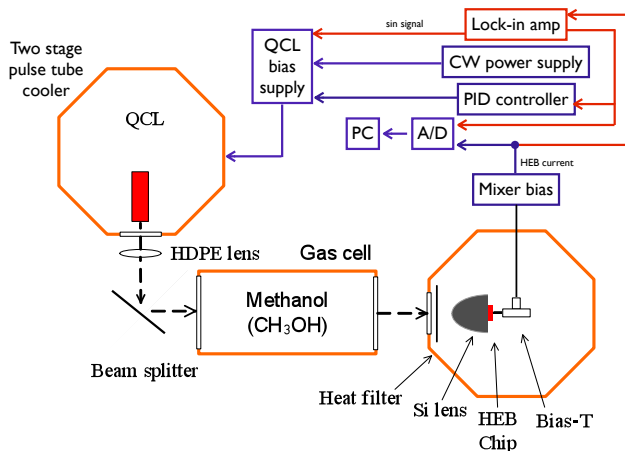 Two stage
pulse tube
cooler
QCL
QCL
bias
supply
sin signal
Lock-in amp
CW power supply
PID controller
PC
A/D
HEB current
Mixer bias
HDPE lens
Gas cell
Methanol
(CH₃OH)
Beam splitter
Heat filter
Si lens
HEB
Chip
Bias-T